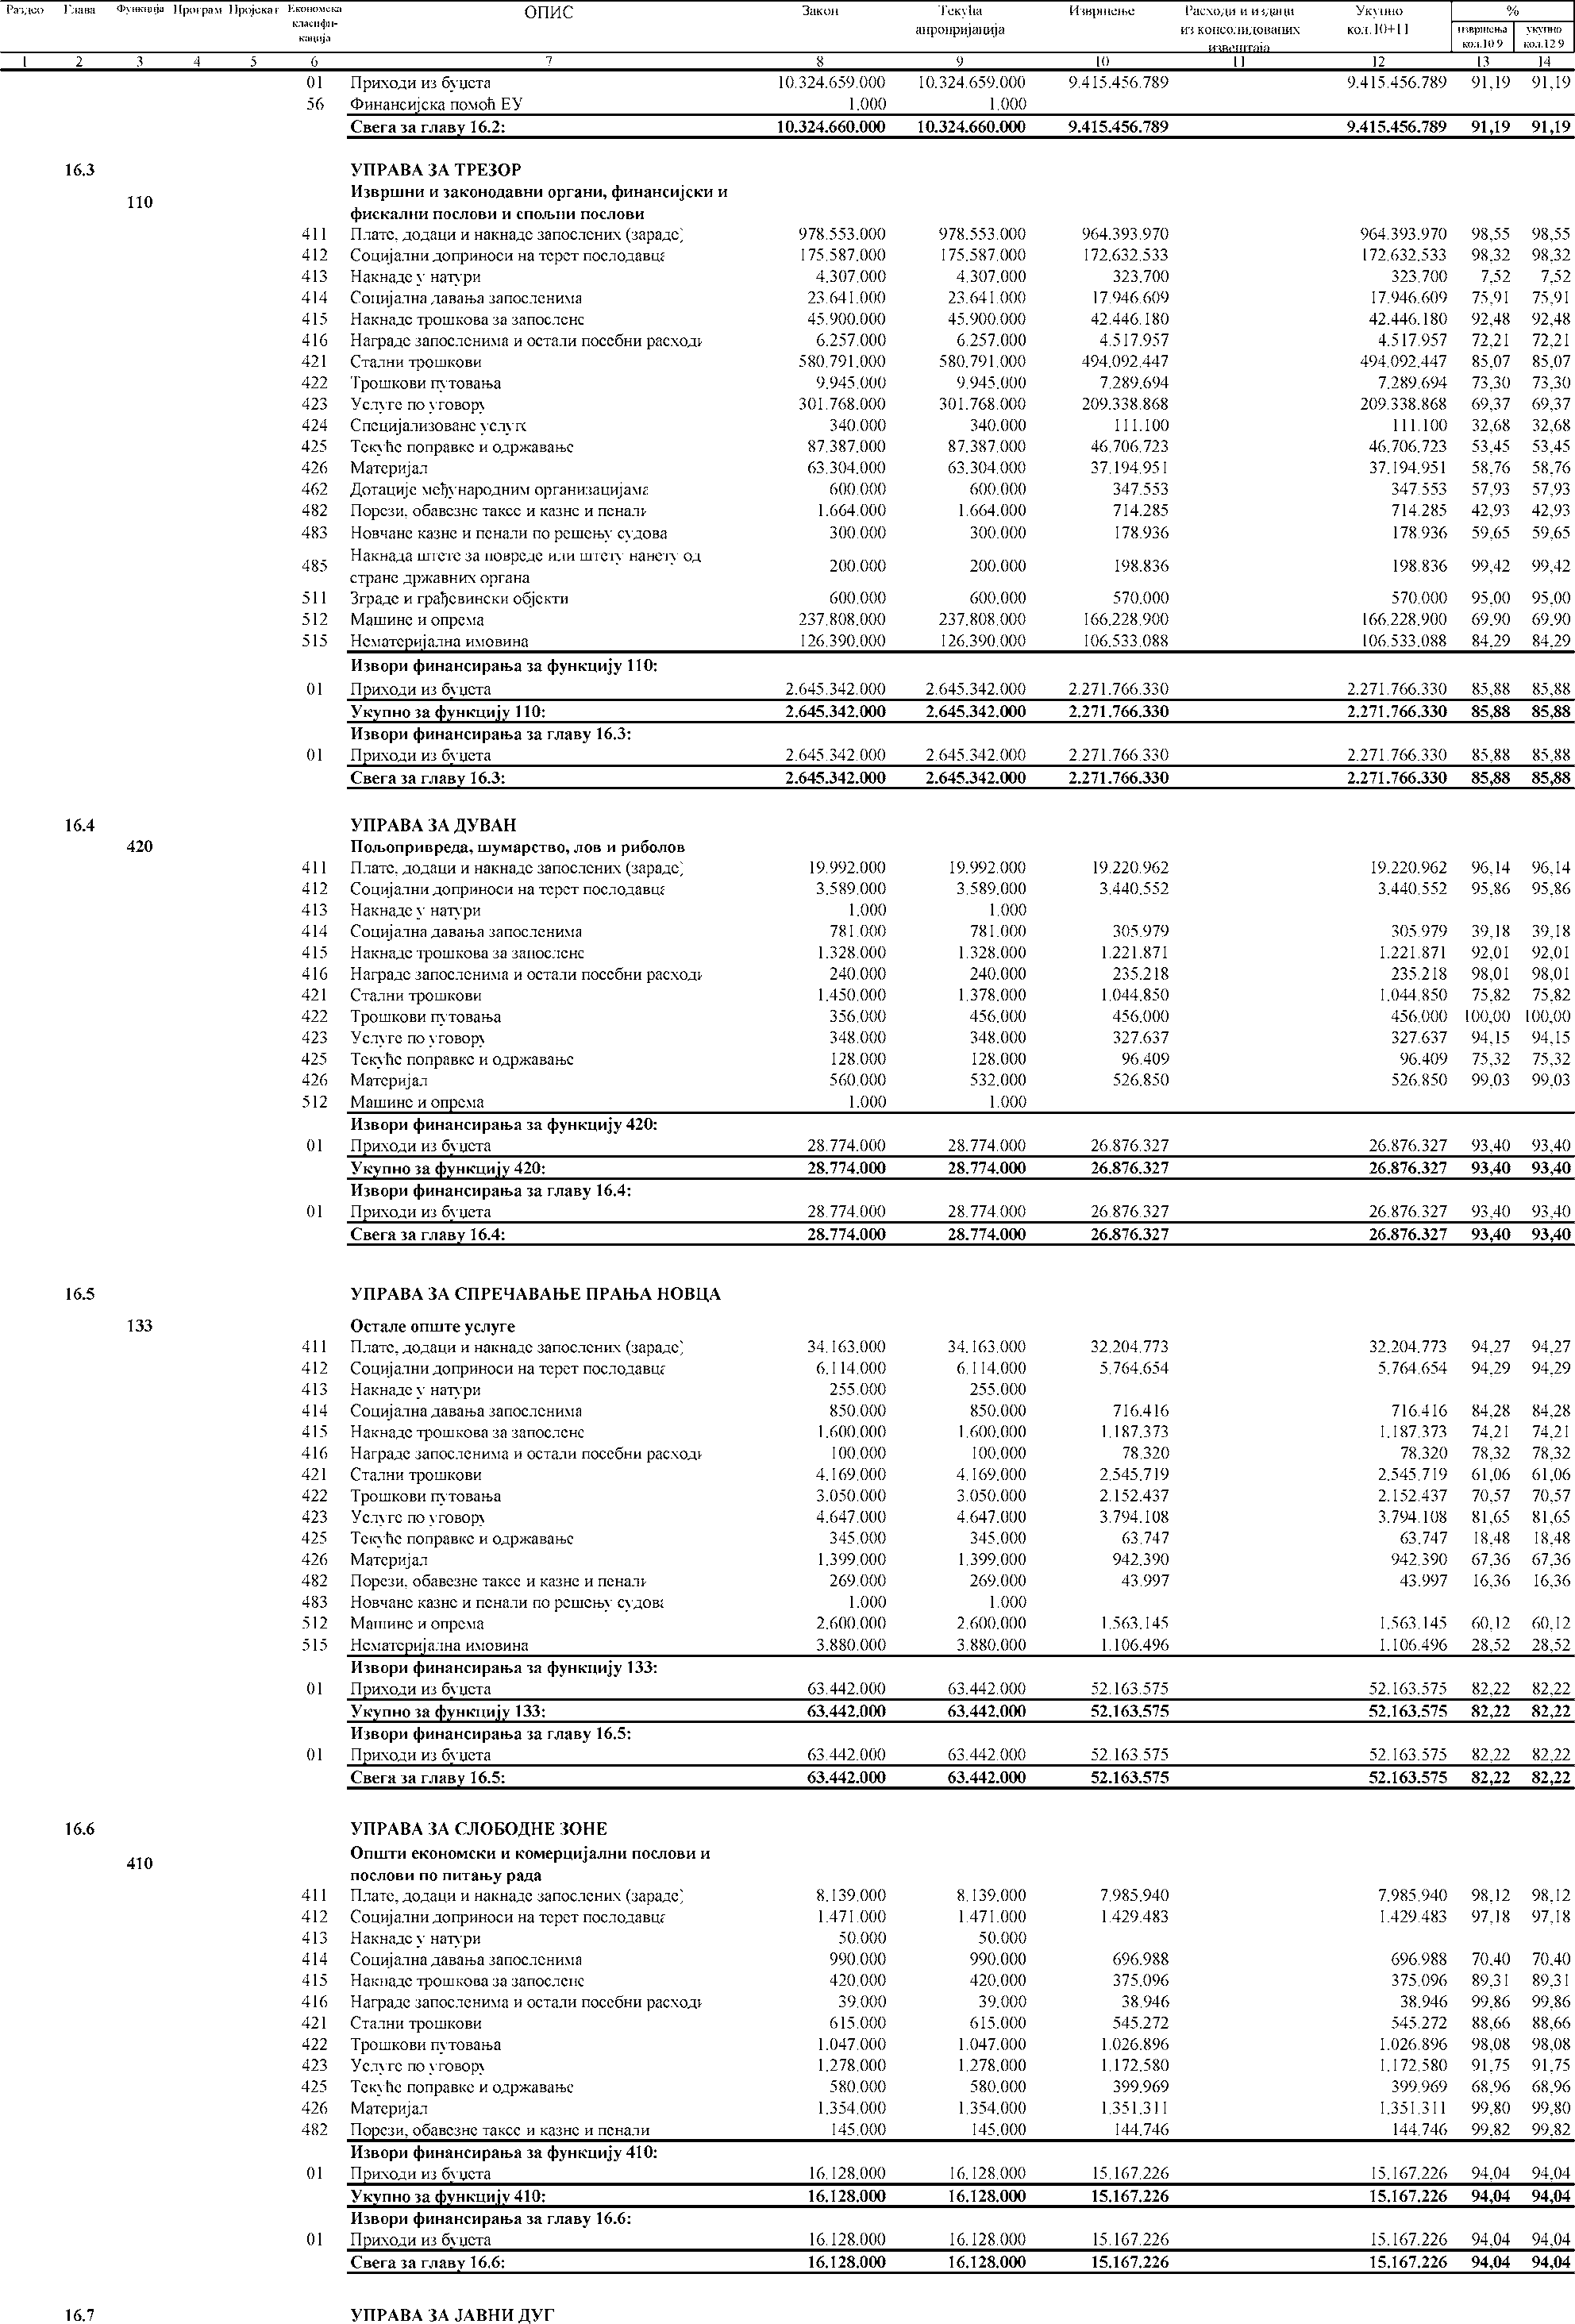 Раздео Глава Функција Програм Пројекат Економска класифи-кација ОПИС Закон Текућа апропријација Извршење Расходи и издаци из консолидованих извештаја Укупно кол.10+11 % извршења кол.10 9 укупно кол.12 9
1 2 3 4 5 6 7 8 9 10 11 12 13 14
01 Приходи из буџета 10.324.659.000 10.324.659.000 9.415.456.789 9.415.456.789 91,19 91,19
56 Финансијска помоћ ЕУ 1.000 1.000
Свега за главу 16.2: 10.324.660.000 10.324.660.000 9.415.456.789 9.415.456.789 91,19 91,19
16.3 УПРАВА ЗА ТРЕЗОР
110 Извршни и законодавни органи, финансијски и
фискални послови и спољни послови
411 Плате, додаци и накнаде запослених (зараде) 978.553.000 978.553.000 964.393.970 964.393.970 98,55 98,55
412 Социјални доприноси на терет послодавца 175.587.000 175.587.000 172.632.533 172.632.533 98,32 98,32
413 Накнаде у натури 4.307.000 4.307.000 323.700 323.700 7,52 7,52
414 Социјална давања запосленима 23.641.000 23.641.000 17.946.609 17.946.609 75,91 75,91
415 Накнаде трошкова за запослене 45.900.000 45.900.000 42.446.180 42.446.180 92,48 92,48
416 Награде запосленима и остали посебни расходи 6.257.000 6.257.000 4.517.957 4.517.957 72,21 72,21
421 Стални трошкови 580.791.000 580.791.000 494.092.447 494.092.447 85,07 85,07
422 Трошкови путовања 9.945.000 9.945.000 7.289.694 7.289.694 73,30 73,30
423 Услуге по уговору 301.768.000 301.768.000 209.338.868 209.338.868 69,37 69,37
424 Специјализоване услуге 340.000 340.000 111.100 111.100 32,68 32,68
425 Текуће поправке и одржавање 87.387.000 87.387.000 46.706.723 46.706.723 53,45 53,45
426 Материјал 63.304.000 63.304.000 37.194.951 37.194.951 58,76 58,76
462 Дотације међународним организацијама 600.000 600.000 347.553 347.553 57,93 57,93
482 Порези, обавезне таксе и казне и пенали 1.664.000 1.664.000 714.285 714.285 42,93 42,93
483 Новчане казне и пенали по решењу судова 300.000 300.000 178.936 178.936 59,65 59,65
485 Накнада штете за повреде или штету нанету од
стране државних органа 200.000 200.000 198.836 198.836 99,42 99,42
511 Зграде и грађевински објекти 600.000 600.000 570.000 570.000 95,00 95,00
512 Машине и опрема 237.808.000 237.808.000 166.228.900 166.228.900 69,90 69,90
515 Нематеријална имовина 126.390.000 126.390.000 106.533.088 106.533.088 84,29 84,29
Извори финансирања за функцију 110:
01 Приходи из буџета 2.645.342.000 2.645.342.000 2.271.766.330 2.271.766.330 85,88 85,88
Укупно за функцију 110: 2.645.342.000 2.645.342.000 2.271.766.330 2.271.766.330 85,88 85,88
Извори финансирања за главу 16.3:
01 Приходи из буџета 2.645.342.000 2.645.342.000 2.271.766.330 2.271.766.330 85,88 85,88
Свега за главу 16.3: 2.645.342.000 2.645.342.000 2.271.766.330 2.271.766.330 85,88 85,88
16.4 УПРАВА ЗА ДУВАН
420 Пољопривреда, шумарство, лов и риболов
411 Плате, додаци и накнаде запослених (зараде) 19.992.000 19.992.000 19.220.962 19.220.962 96,14 96,14
412 Социјални доприноси на терет послодавца 3.589.000 3.589.000 3.440.552 3.440.552 95,86 95,86
413 Накнаде у натури 1.000 1.000
414 Социјална давања запосленима 781.000 781.000 305.979 305.979 39,18 39,18
415 Накнаде трошкова за запослене 1.328.000 1.328.000 1.221.871 1.221.871 92,01 92,01
416 Награде запосленима и остали посебни расходи 240.000 240.000 235.218 235.218 98,01 98,01
421 Стални трошкови 1.450.000 1.378.000 1.044.850 1.044.850 75,82 75,82
422 Трошкови путовања 356.000 456.000 456.000 456.000 100,00 100,00
423 Услуге по уговору 348.000 348.000 327.637 327.637 94,15 94,15
425 Текуће поправке и одржавање 128.000 128.000 96.409 96.409 75,32 75,32
426 Материјал 560.000 532.000 526.850 526.850 99,03 99,03
512 Машине и опрема 1.000 1.000
Извори финансирања за функцију 420:
01 Приходи из буџета 28.774.000 28.774.000 26.876.327 26.876.327 93,40 93,40
Укупно за функцију 420: 28.774.000 28.774.000 26.876.327 26.876.327 93,40 93,40
Извори финансирања за главу 16.4:
01 Приходи из буџета 28.774.000 28.774.000 26.876.327 26.876.327 93,40 93,40
Свега за главу 16.4: 28.774.000 28.774.000 26.876.327 26.876.327 93,40 93,40
16.5 УПРАВА ЗА СПРЕЧАВАЊЕ ПРАЊА НОВЦА
133 Остале опште услуге
411 Плате, додаци и накнаде запослених (зараде) 34.163.000 34.163.000 32.204.773 32.204.773 94,27 94,27
412 Социјални доприноси на терет послодавца 6.114.000 6.114.000 5.764.654 5.764.654 94,29 94,29
413 Накнаде у натури 255.000 255.000
414 Социјална давања запосленима 850.000 850.000 716.416 716.416 84,28 84,28
415 Накнаде трошкова за запослене 1.600.000 1.600.000 1.187.373 1.187.373 74,21 74,21
416 Награде запосленима и остали посебни расходи 100.000 100.000 78.320 78.320 78,32 78,32
421 Стални трошкови 4.169.000 4.169.000 2.545.719 2.545.719 61,06 61,06
422 Трошкови путовања 3.050.000 3.050.000 2.152.437 2.152.437 70,57 70,57
423 Услуге по уговору 4.647.000 4.647.000 3.794.108 3.794.108 81,65 81,65
425 Текуће поправке и одржавање 345.000 345.000 63.747 63.747 18,48 18,48
426 Материјал 1.399.000 1.399.000 942.390 942.390 67,36 67,36
482 Порези, обавезне таксе и казне и пенали 269.000 269.000 43.997 43.997 16,36 16,36
483 Новчане казне и пенали по решењу судова 1.000 1.000
512 Машине и опрема 2.600.000 2.600.000 1.563.145 1.563.145 60,12 60,12
515 Нематеријална имовина 3.880.000 3.880.000 1.106.496 1.106.496 28,52 28,52
Извори финансирања за функцију 133:
01 Приходи из буџета 63.442.000 63.442.000 52.163.575 52.163.575 82,22 82,22
Укупно за функцију 133: 63.442.000 63.442.000 52.163.575 52.163.575 82,22 82,22
Извори финансирања за главу 16.5:
01 Приходи из буџета 63.442.000 63.442.000 52.163.575 52.163.575 82,22 82,22
Свега за главу 16.5: 63.442.000 63.442.000 52.163.575 52.163.575 82,22 82,22
16.6 УПРАВА ЗА СЛОБОДНЕ ЗОНЕ
410 Општи економски и комерцијални послови и
послови по питању рада
411 Плате, додаци и накнаде запослених (зараде) 8.139.000 8.139.000 7.985.940 7.985.940 98,12 98,12
412 Социјални доприноси на терет послодавца 1.471.000 1.471.000 1.429.483 1.429.483 97,18 97,18
413 Накнаде у натури 50.000 50.000
414 Социјална давања запосленима 990.000 990.000 696.988 696.988 70,40 70,40
415 Накнаде трошкова за запослене 420.000 420.000 375.096 375.096 89,31 89,31
416 Награде запосленима и остали посебни расходи 39.000 39.000 38.946 38.946 99,86 99,86
421 Стални трошкови 615.000 615.000 545.272 545.272 88,66 88,66
422 Трошкови путовања 1.047.000 1.047.000 1.026.896 1.026.896 98,08 98,08
423 Услуге по уговору 1.278.000 1.278.000 1.172.580 1.172.580 91,75 91,75
425 Текуће поправке и одржавање 580.000 580.000 399.969 399.969 68,96 68,96
426 Материјал 1.354.000 1.354.000 1.351.311 1.351.311 99,80 99,80
482 Порези, обавезне таксе и казне и пенали 145.000 145.000 144.746 144.746 99,82 99,82
Извори финансирања за функцију 410:
01 Приходи из буџета 16.128.000 16.128.000 15.167.226 15.167.226 94,04 94,04
Укупно за функцију 410: 16.128.000 16.128.000 15.167.226 15.167.226 94,04 94,04
Извори финансирања за главу 16.6:
01 Приходи из буџета 16.128.000 16.128.000 15.167.226 15.167.226 94,04 94,04
Свега за главу 16.6: 16.128.000 16.128.000 15.167.226 15.167.226 94,04 94,04
16.7 УПРАВА ЗА ЈАВНИ ДУГ